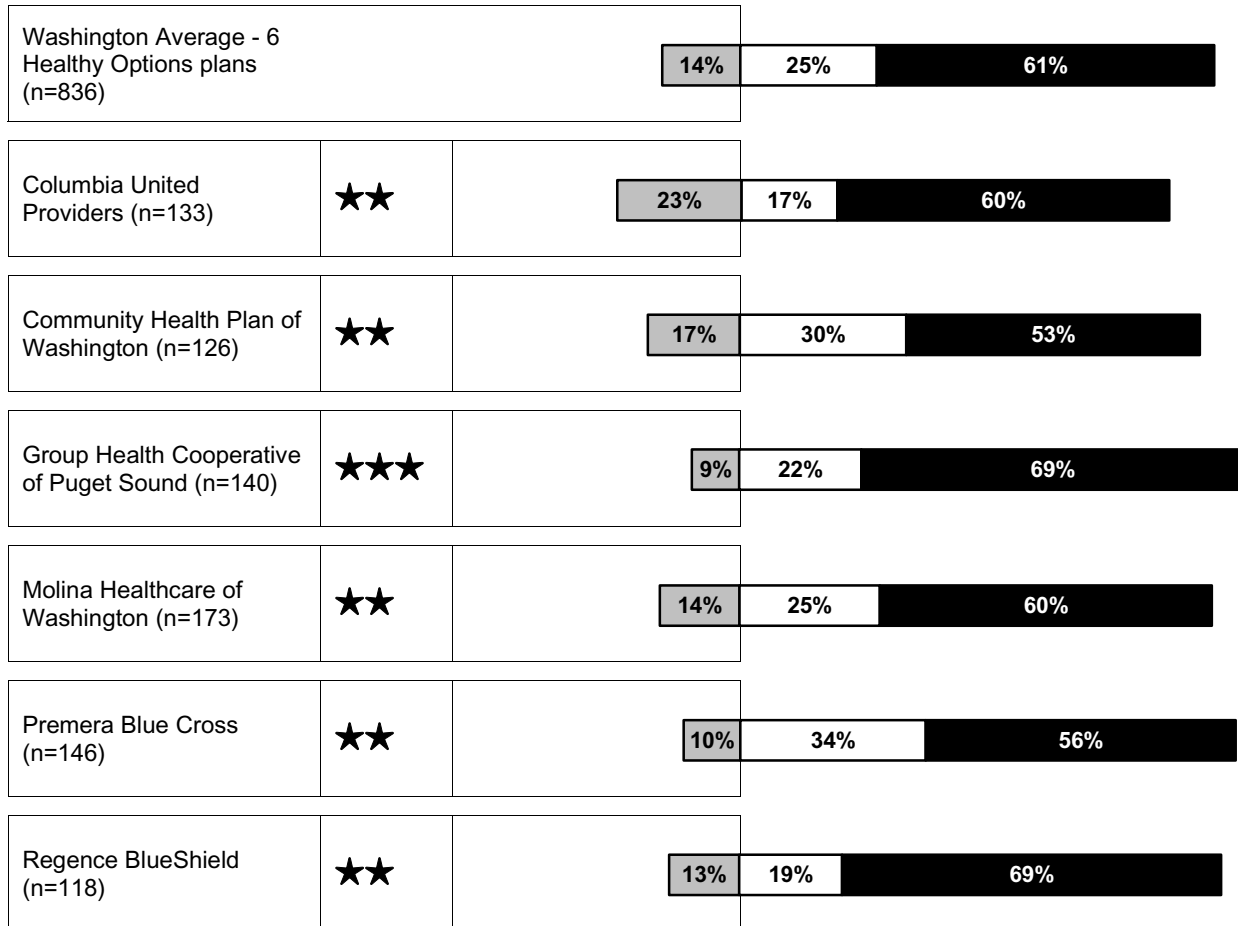 Washington Average - 6
Healthy Options plans
(n=836)
14% 25% 61%
Columbia United
Providers (n=133)
★★
23% 17% 60%
Community Health Plan of
Washington (n=126)
★★
17% 30% 53%
Group Health Cooperative
of Puget Sound (n=140)
★★★
9% 22% 69%
Molina Healthcare of
Washington (n=173)
★★
14% 25% 60%
Premera Blue Cross
(n=146)
★★
10% 34% 56%
Regence BlueShield
(n=118)
★★
13% 19% 69%